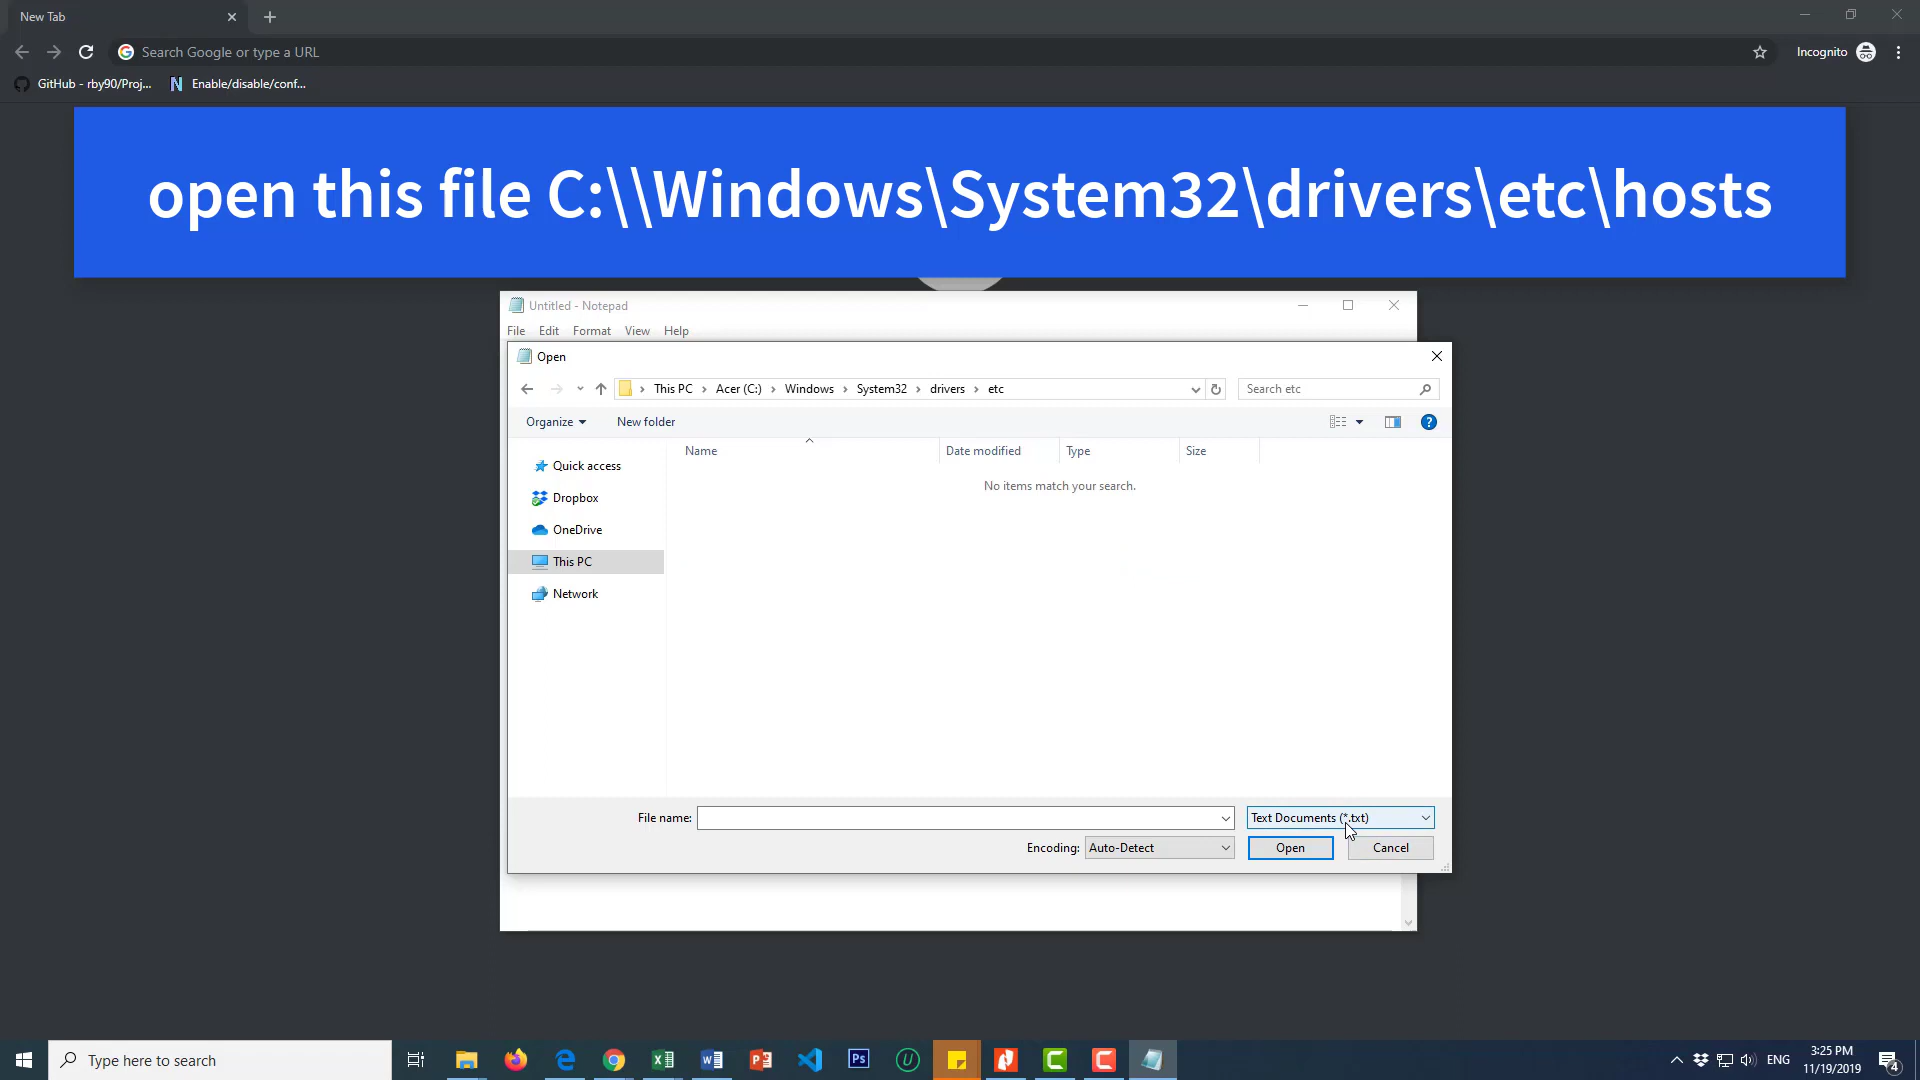 New Tab
Search Google or type a URL
Incognito
GitHub - rby90/Proj... Enable/disable/conf...
open this file C:\\Windows\System32\drivers\etc\hosts
Untitled - Notepad
File Edit Format View Help
Open
This PC Acer (C:) Windows System32 drivers etc
Search etc
Organize New folder
Name Date modified Type Size
No items match your search.
Quick access
Dropbox
OneDrive
This PC
Network
File name: Text Documents (*.txt)
Encoding: Auto-Detect Open Cancel
Type here to search
ENG
3:25 PM
11/19/2019
4